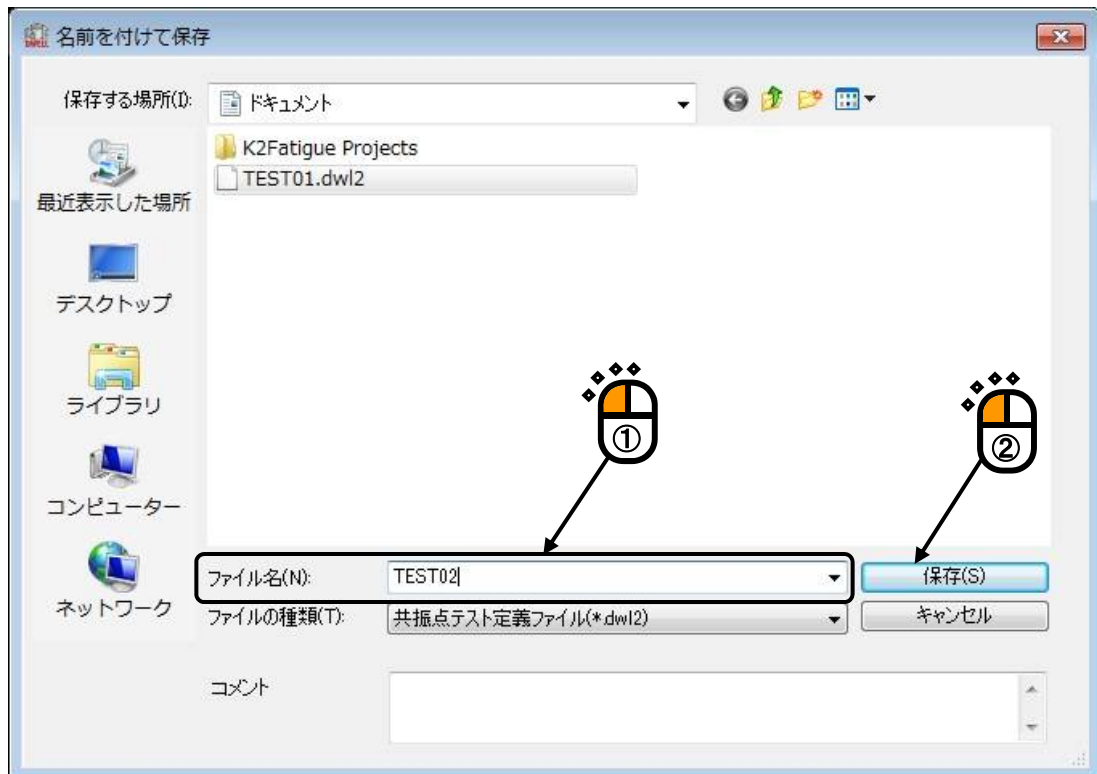 名前を付けて保存
保存する場所(I):
ドキュメント
K2Fatigue Projects
TEST01.dwl2
最近表示した場所
デスクトップ
ライブラリ
コンピューター
ネットワーク
①
②
ファイル名(N):
TEST02
保存(S)
ファイルの種類(T):
共振点テスト定義ファイル(*.dwl2)
キャンセル
コメント